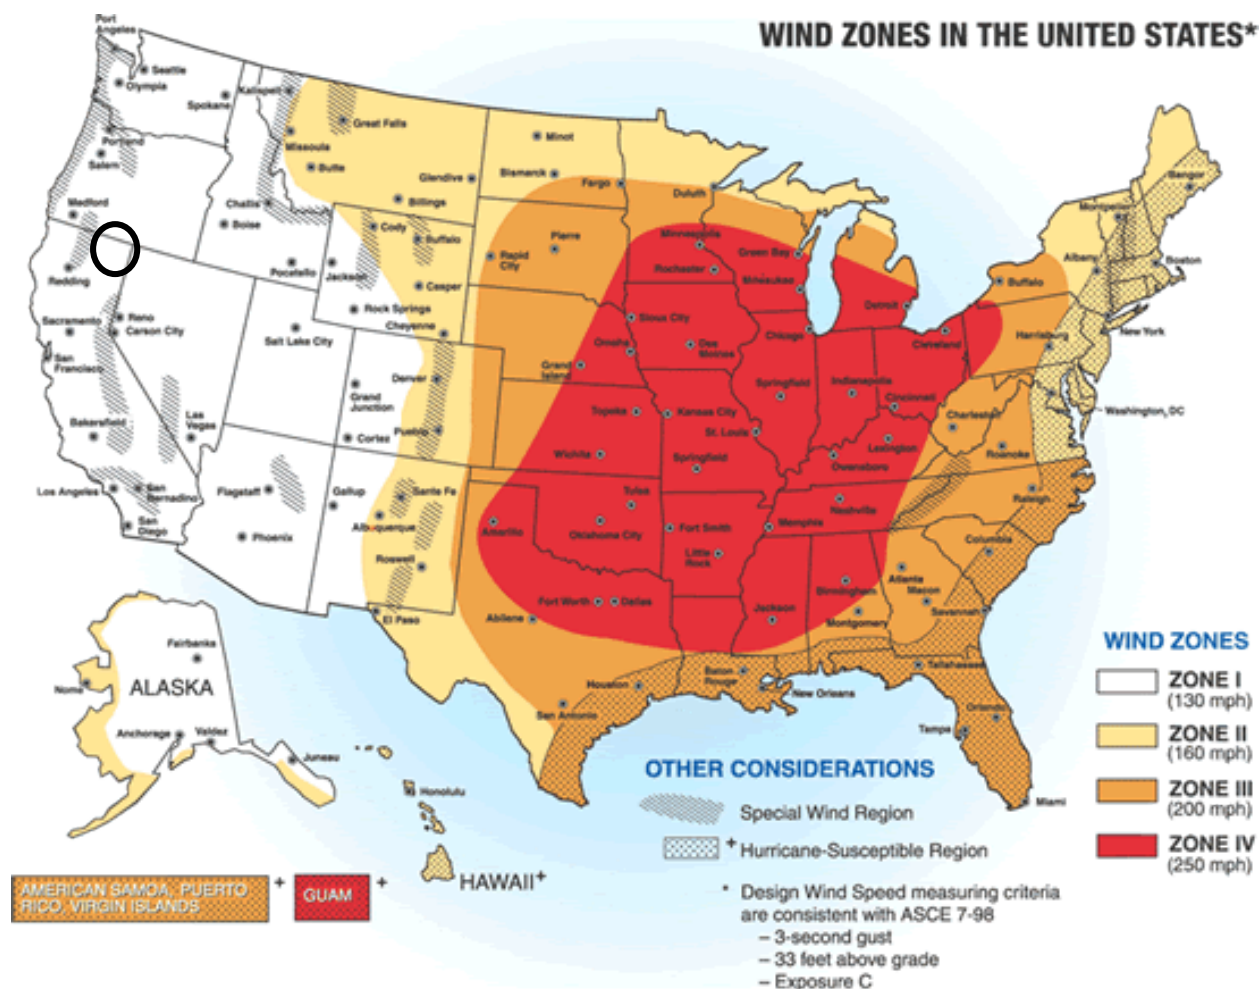 WIND ZONES IN THE UNITED STATES*
Port
Angeles
Seattle
Olympia
Spokane
Kalispell
Portland
Salem
Missoula
Great Falls
Butte
Glendive
Billings
Minot
Bismarck
Fargo
Duluth
Medford
Challis
Boise
Cody
Buffalo
Pocatello
Jackson
Casper
Rapid
City
Pierre
Minneapolis
Rochester
Green Bay
Milwaukee
Detroit
Buffalo
Montpelier
Bangor
Albany
Boston
New York
Redding
Sacramento
Reno
Carson City
San
Francisco
Salt Lake City
Rock Springs
Cheyenne
Sioux City
Omaha
Des
Moines
Chicago
Cleveland
Harrisburg
Washington, DC
Grand
Junction
Denver
Grand
Island
Springfield
Indianapolis
Cincinnati
Charleston
Bakersfield
Las
Vegas
Cortez
Pueblo
Topeka
Kansas City
St. Louis
Lexington
Roanoke
Wichita
Springfield
Owensboro
Los Angeles
San
Bernadino
San
Diego
Flagstaff
Gallup
Sante Fe
Albuquerque
Phoenix
Roswell
El Paso
Amarillo
Tulsa
Oklahoma City
Fort Smith
Little
Rock
Memphis
Nashville
Raleigh
Columbia
Atlanta
Macon
Birmingham
Montgomery
Savannah
Abilene
Fort Worth
Dallas
Jackson
Houston
San Antonio
Baton
Rouge
New Orleans
Tallahassee
Orlando
Tampa
Miami
Fairbanks
Nome
ALASKA
Anchorage
Valdez
Juneau
Honolulu
HAWAII+
AMERICAN SAMOA, PUERTO
RICO, VIRGIN ISLANDS
+
GUAM
+
OTHER CONSIDERATIONS
Special Wind Region
+ Hurricane-Susceptible Region
* Design Wind Speed measuring criteria
are consistent with ASCE 7-98
– 3-second gust
– 33 feet above grade
– Exposure C
WIND ZONES
ZONE I
(130 mph)
ZONE II
(160 mph)
ZONE III
(200 mph)
ZONE IV
(250 mph)